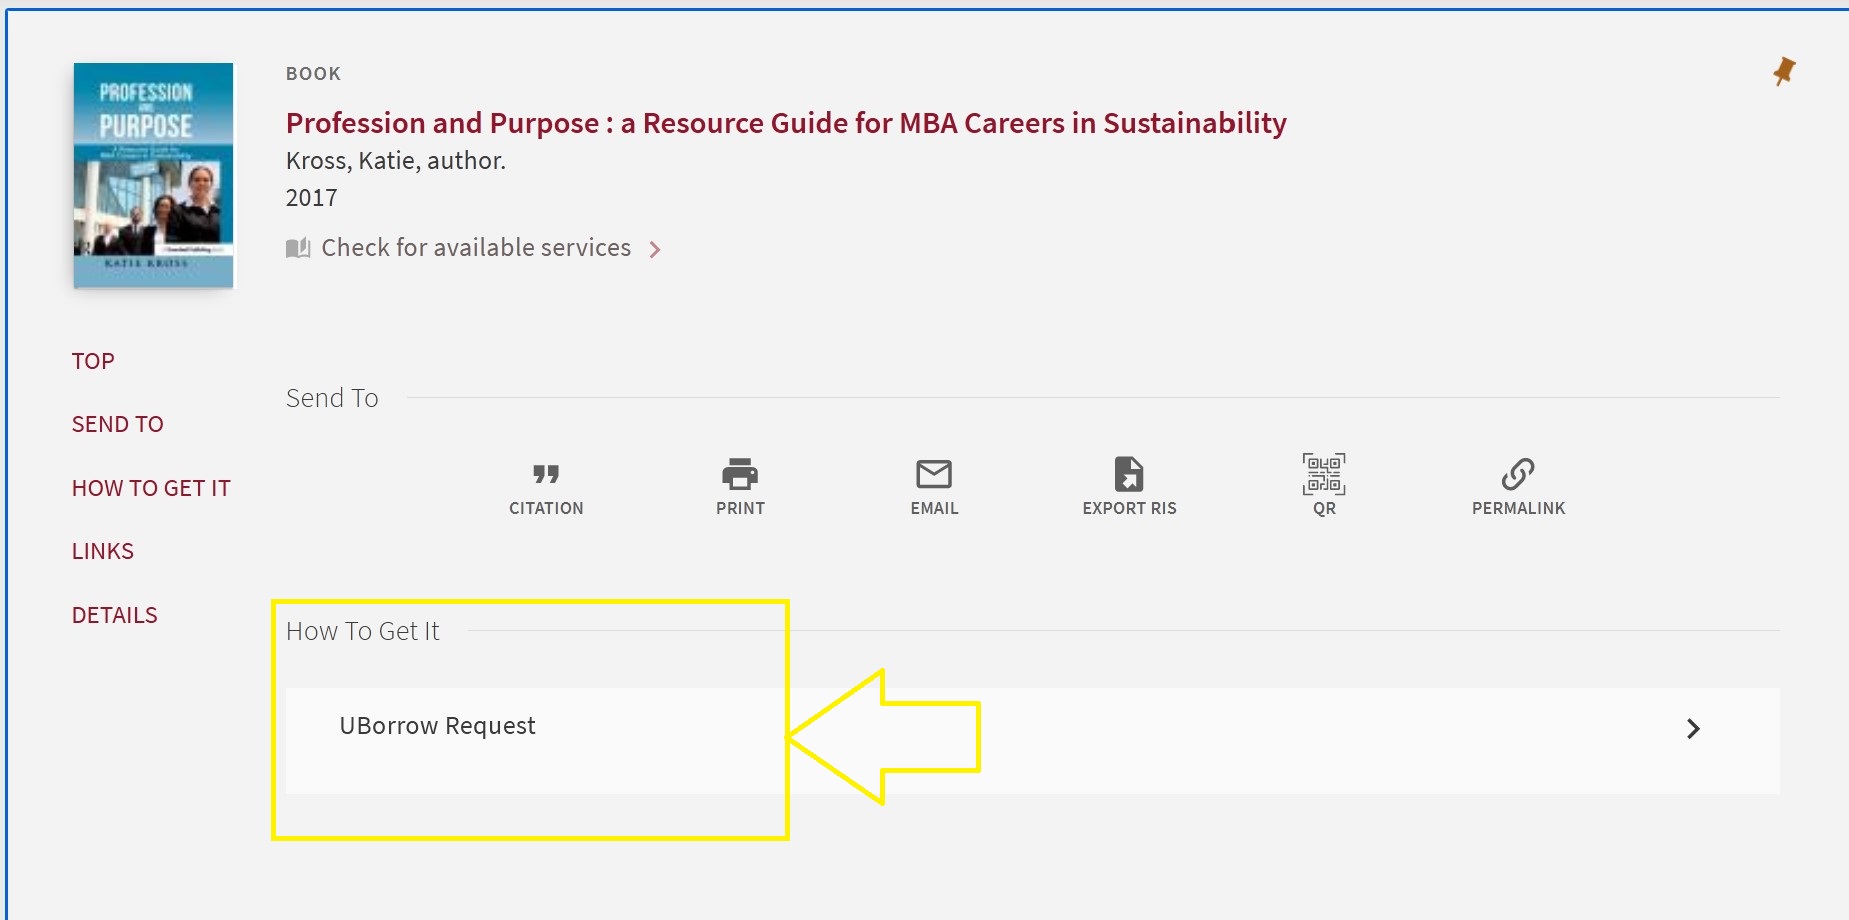 PROFESSION
AND
PURPOSE
KATIE KROSS
BOOK
Profession and Purpose : a Resource Guide for MBA Careers in Sustainability
Kross, Katie, author.
2017
Check for available services
TOP
SEND TO
HOW TO GET IT
LINKS
DETAILS
Send To
CITATION
PRINT
EMAIL
EXPORT RIS
QR
PERMALINK
How To Get It
UBorrow Request